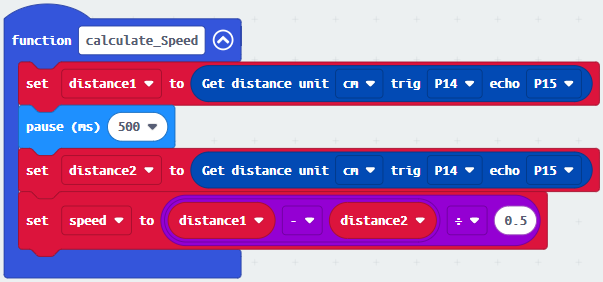 function calculate_Speed
set distance1 to Get distance unit cm trig P14 echo P15
pause (ms) 500
set distance2 to Get distance unit cm trig P14 echo P15
set speed to distance1 - distance2 ÷ 0.5